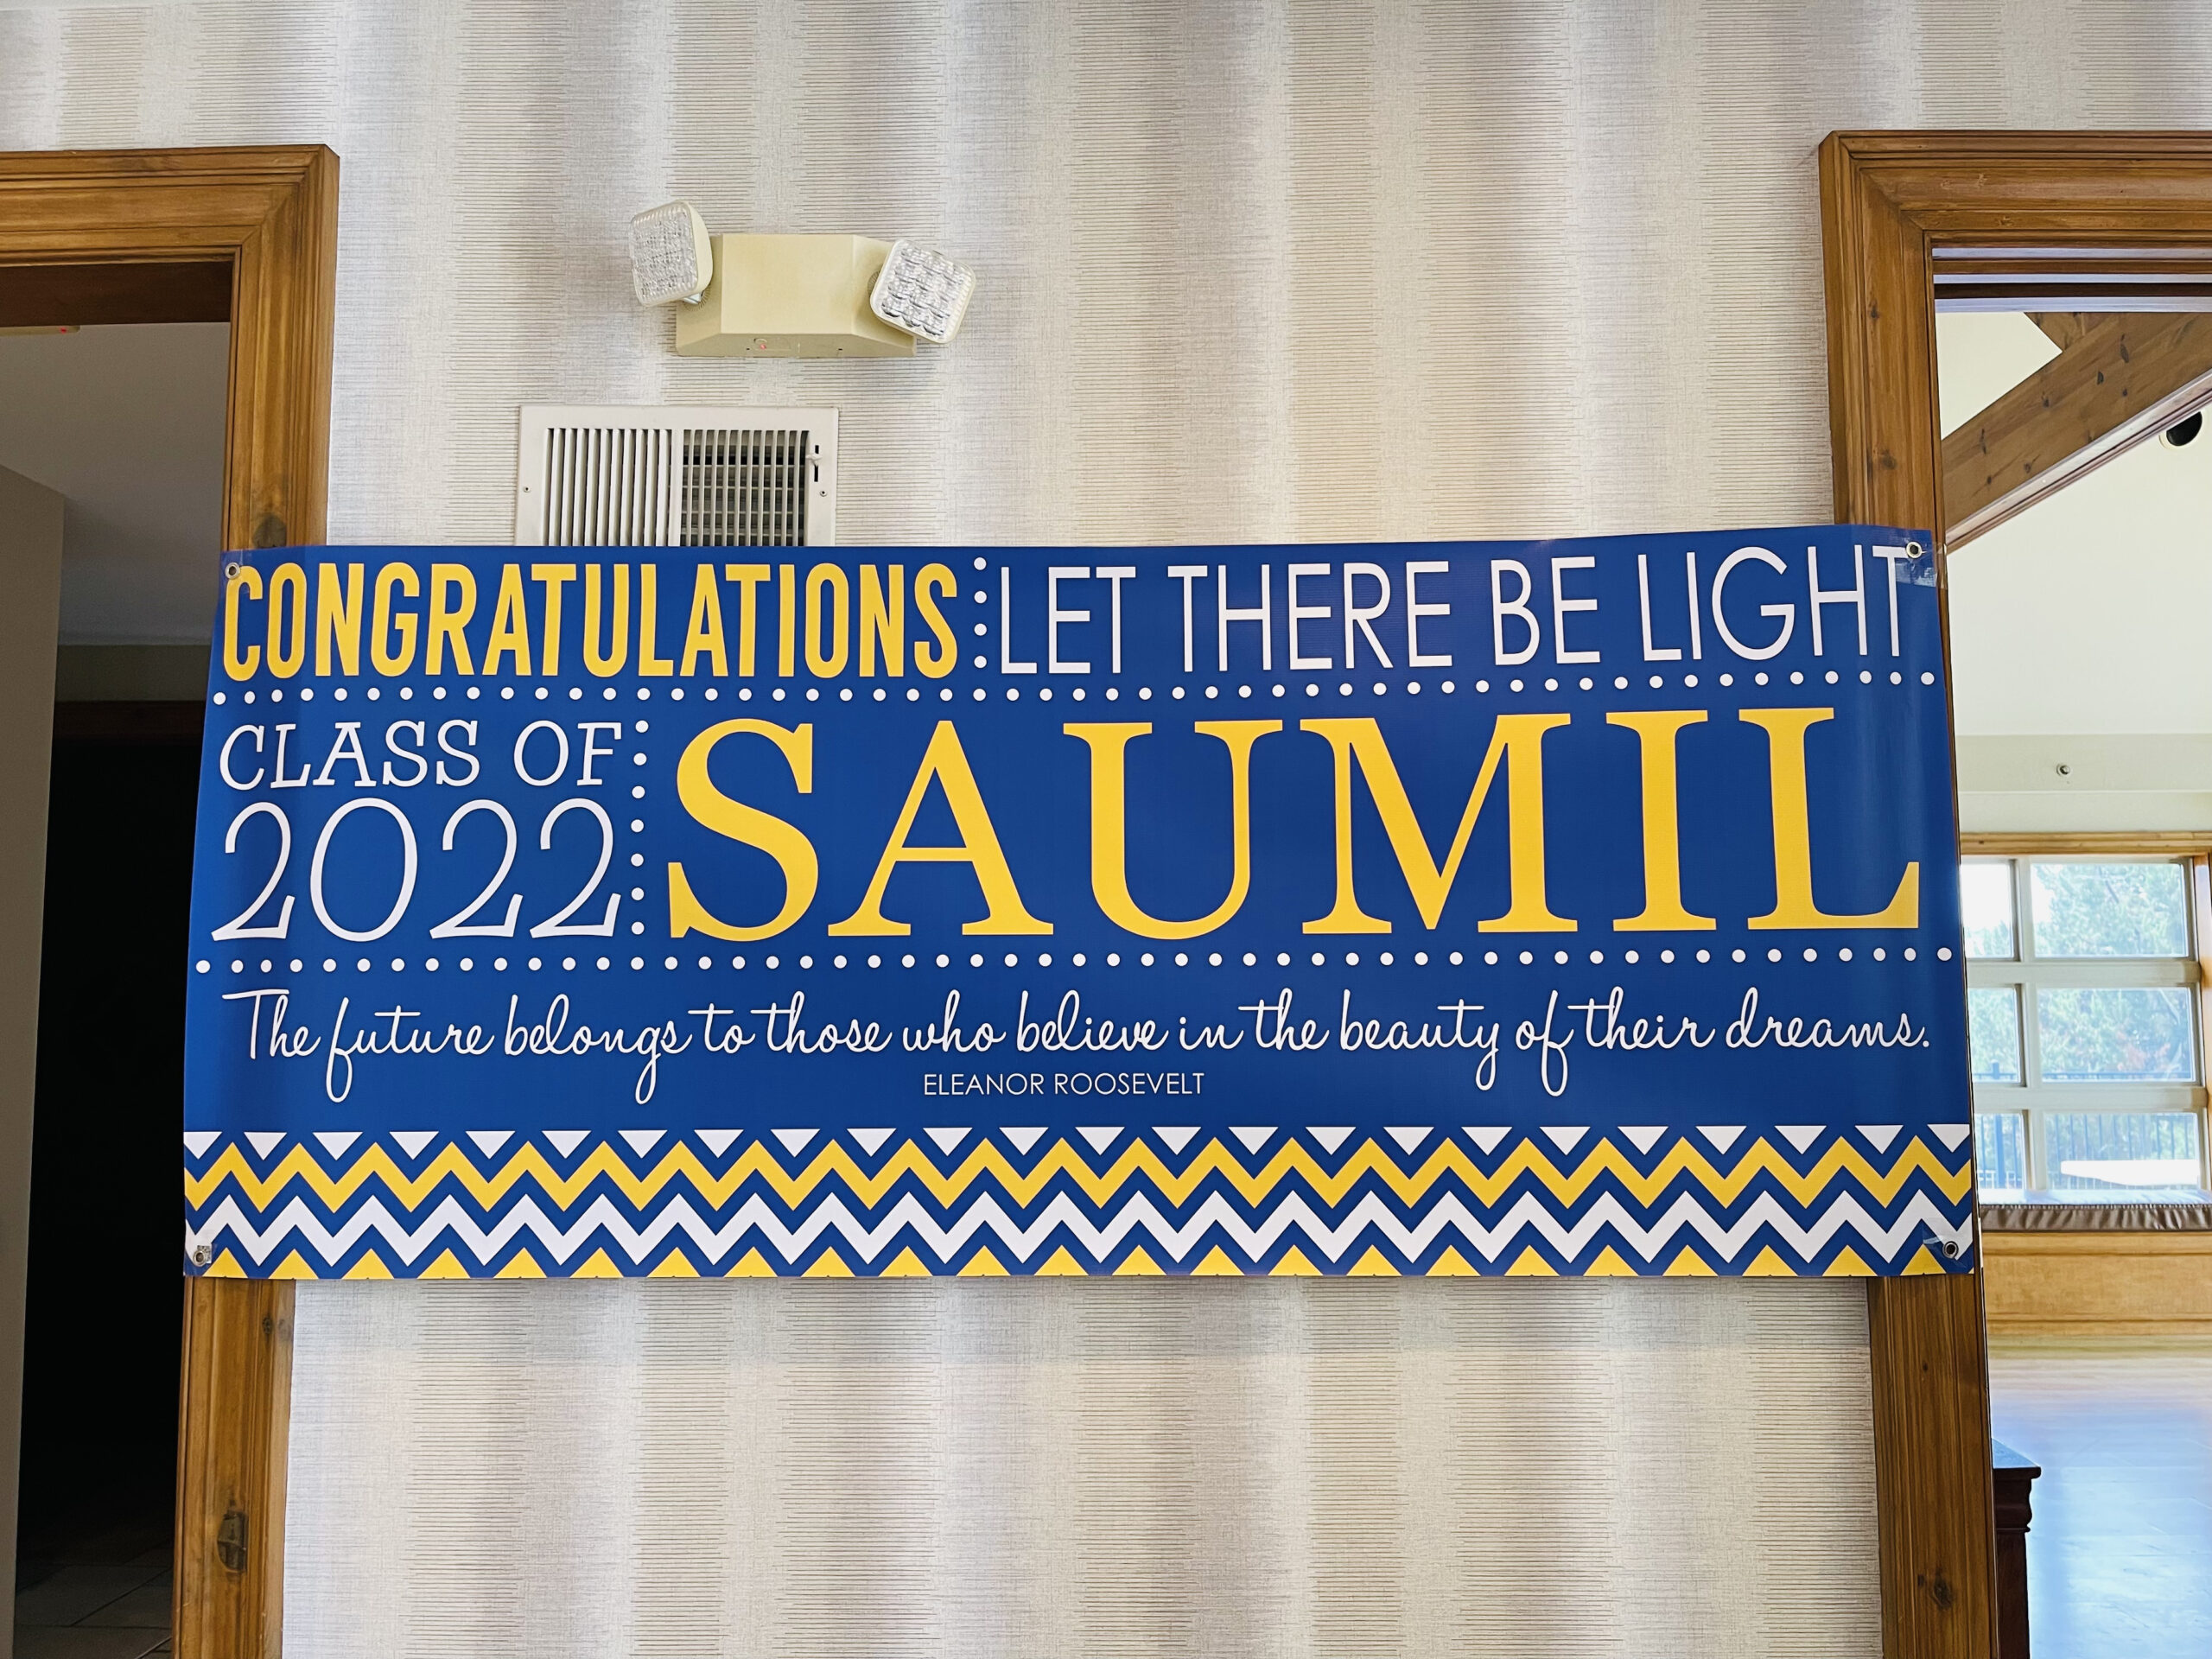 CONGRATULATIONS LET THERE BE LIGHT
CLASS OF
2022
SAUMIL
The future belongs to those who believe in the beauty of their dreams.
ELEANOR ROOSEVELT